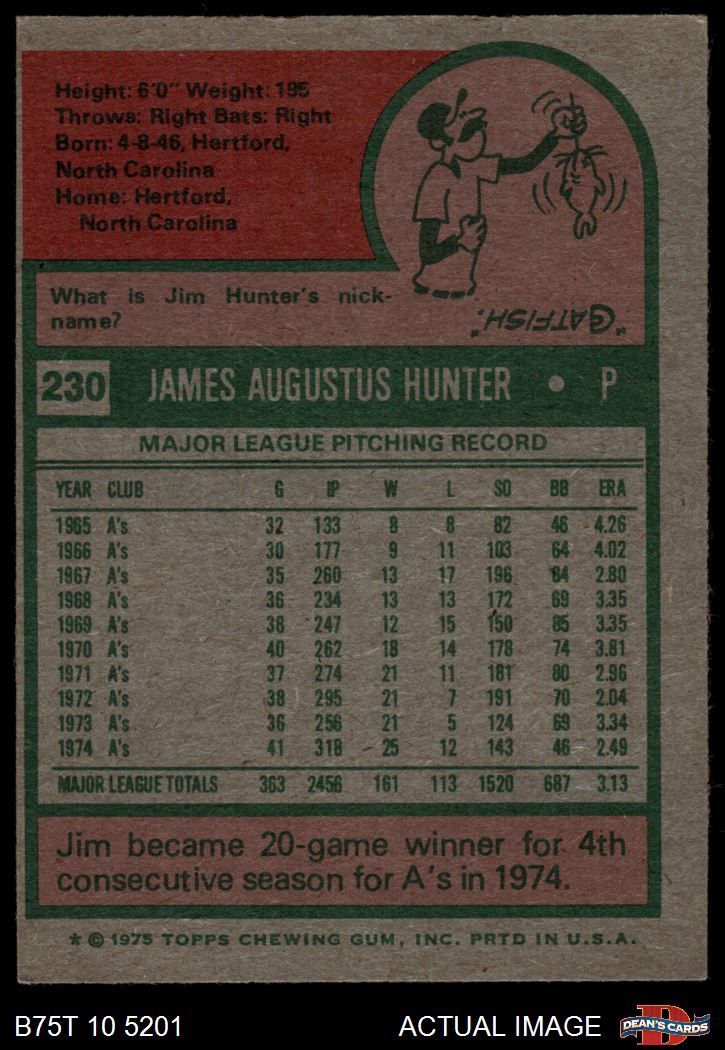 Height: 6'0" Weight: 195
Throws: Right Bats: Right
Born: 4-8-46, Hertford,
North Carolina
Home: Hertford,
North Carolina
What is Jim Hunter's nick-
name?
"CATFISH."
230 JAMES AUGUSTUS HUNTER • P
MAJOR LEAGUE PITCHING RECORD
YEAR CLUB G IP W L SO BB ERA
1965 A's 32 133 8 8 82 46 4.26
1966 A's 30 177 9 11 103 64 4.02
1967 A's 35 260 13 17 196 84 2.80
1968 A's 36 234 13 13 172 69 3.35
1969 A's 38 247 12 15 150 85 3.35
1970 A's 40 262 18 14 178 74 3.81
1971 A's 37 274 21 11 181 80 2.96
1972 A's 38 295 21 7 191 70 2.04
1973 A's 36 256 21 5 124 69 3.34
1974 A's 41 318 25 12 143 46 2.49
MAJOR LEAGUE TOTALS 363 2456 161 113 1520 687 3.13
Jim became 20-game winner for 4th
consecutive season for A's in 1974.
* © 1975 TOPPS CHEWING GUM, INC. PRTD IN U.S.A.
B75T 10 5201 ACTUAL IMAGE DEAN'S CARDS